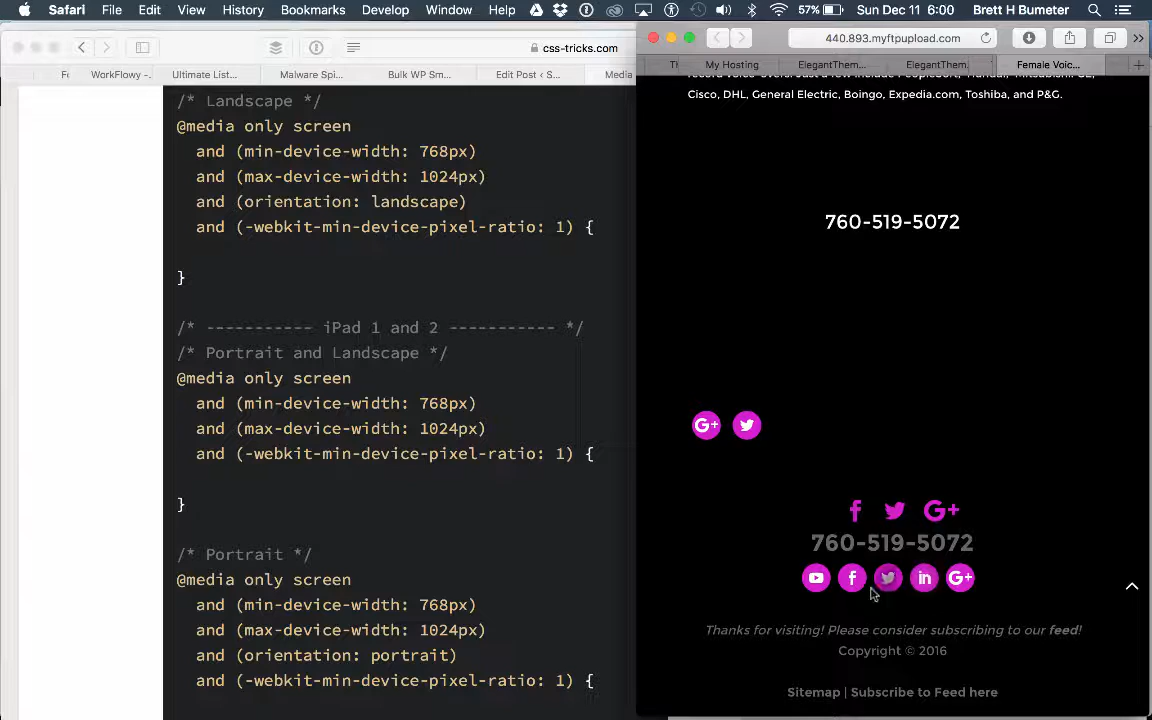 Safari File Edit View History Bookmarks Develop Window Help 57% Sun Dec 11 6:00 Brett H Bumeter
css-tricks.com
WorkFlowy -.. Ultimate List... Malware Spi... Bulk WP Sm... Edit Post ‹ S... Media
/* Landscape */
@media only screen
and (min-device-width: 768px)
and (max-device-width: 1024px)
and (orientation: landscape)
and (-webkit-min-device-pixel-ratio: 1) {
}
/* ----------- iPad 1 and 2 ----------- */
/* Portrait and Landscape */
@media only screen
and (min-device-width: 768px)
and (max-device-width: 1024px)
and (-webkit-min-device-pixel-ratio: 1) {
}
/* Portrait */
@media only screen
and (min-device-width: 768px)
and (max-device-width: 1024px)
and (orientation: portrait)
and (-webkit-min-device-pixel-ratio: 1) {
440.893.myftpupload.com
My Hosting ElegantThem... ElegantThem. Female Voic...
Cisco, DHL, General Electric, Boingo, Expedia.com, Toshiba, and P&G.
760-519-5072
G+
f G+
760-519-5072
f in G+
Thanks for visiting! Please consider subscribing to our feed!
Copyright © 2016
Sitemap | Subscribe to Feed here